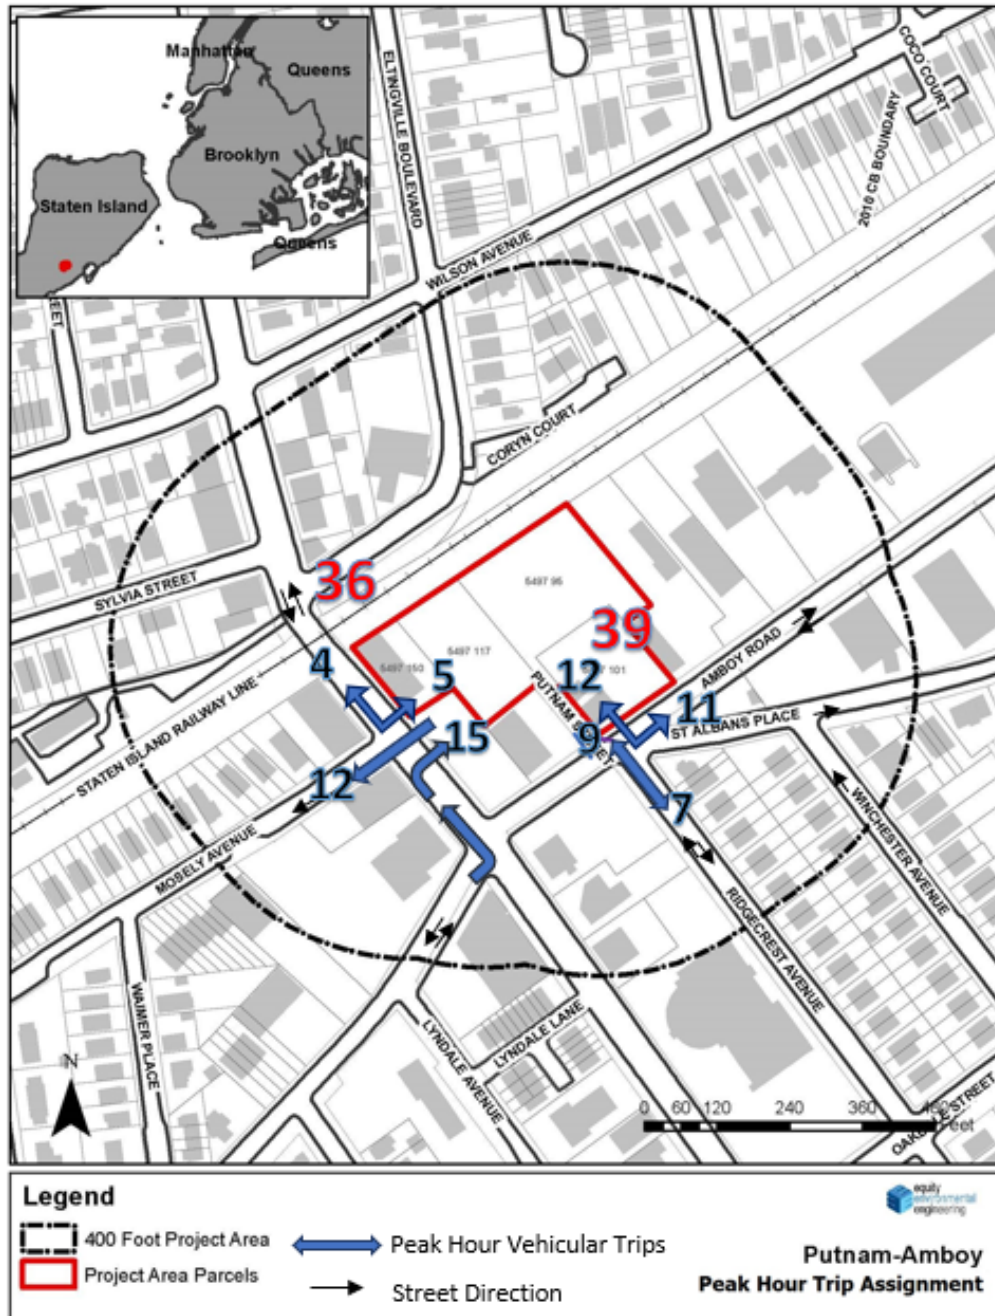 Manhattan
Queens
Brooklyn
Staten Island
Queens
ELTINGVILLE BOULEVARD
COCO COURT
2010 CB BOUNDARY
WILSON AVENUE
CORYN COURT
SYLVIA STREET
36
5497 95
39
5497 117
5497 150
101
AMBOY ROAD
4
5
12
PUTNAM
11
ST ALBANS PLACE
STATEN ISLAND RAILWAY LINE
15
9
12
7
MOSELY AVENUE
WINCHESTER AVENUE
RIDGECREST AVENUE
WAIMER PLACE
LYNDALE AVENUE
LYNDALE LANE
N
0 60 120 240 360 480
Feet
Legend
equity
environmental
engineering
400 Foot Project Area
Peak Hour Vehicular Trips
Project Area Parcels
Street Direction
Putnam-Amboy
Peak Hour Trip Assignment